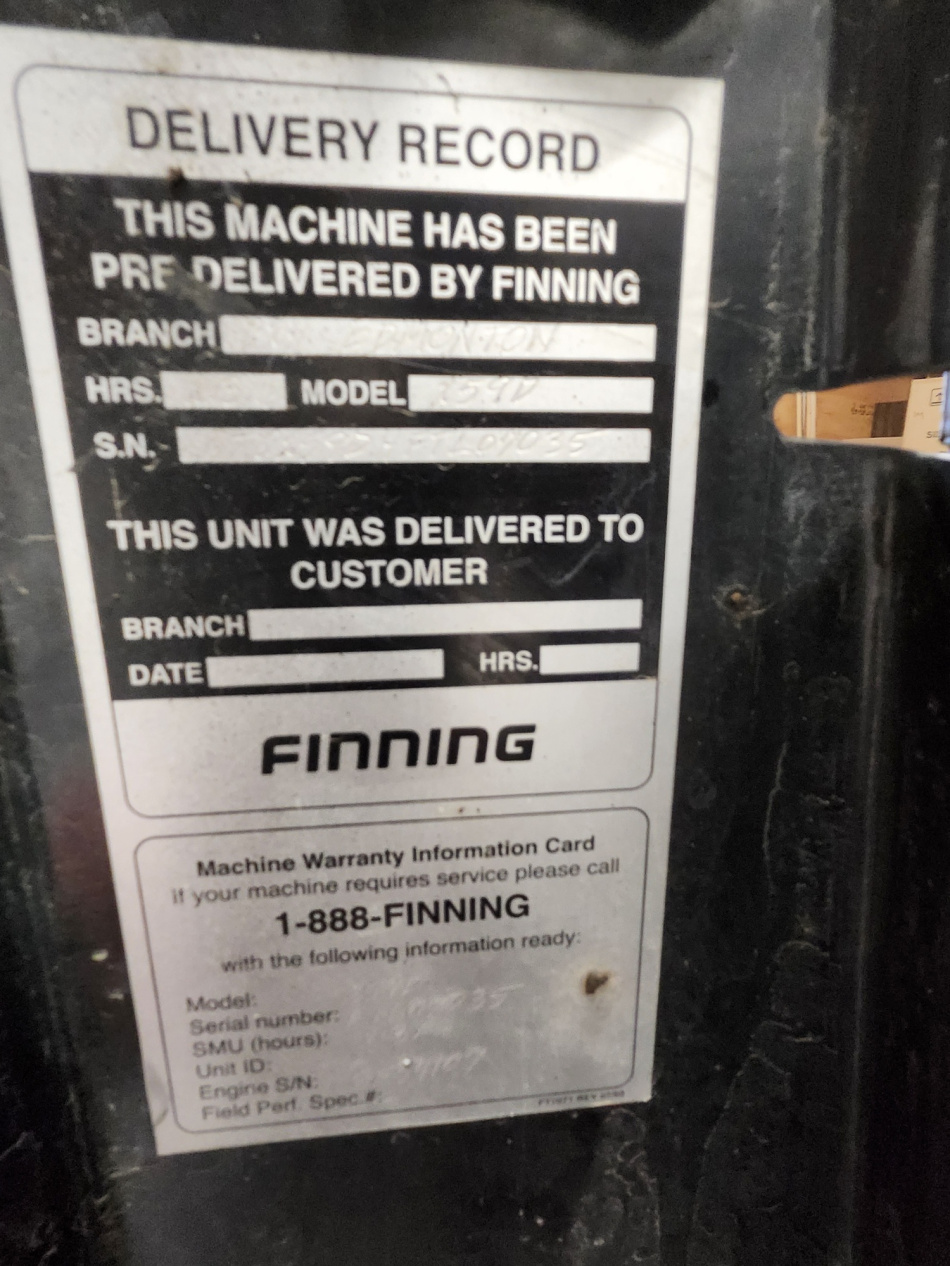 DELIVERY RECORD
THIS MACHINE HAS BEEN
PRE DELIVERED BY FINNING
BRANCH EDMONTON
HRS. MODEL
S.N.
THIS UNIT WAS DELIVERED TO
CUSTOMER
BRANCH
DATE HRS.
FINNING
Machine Warranty Information Card
If your machine requires service please call
1-888-FINNING
with the following information ready:
Model:
Serial number:
SMU (hours):
Unit ID:
Engine S/N:
Field Perf. Spec.#: